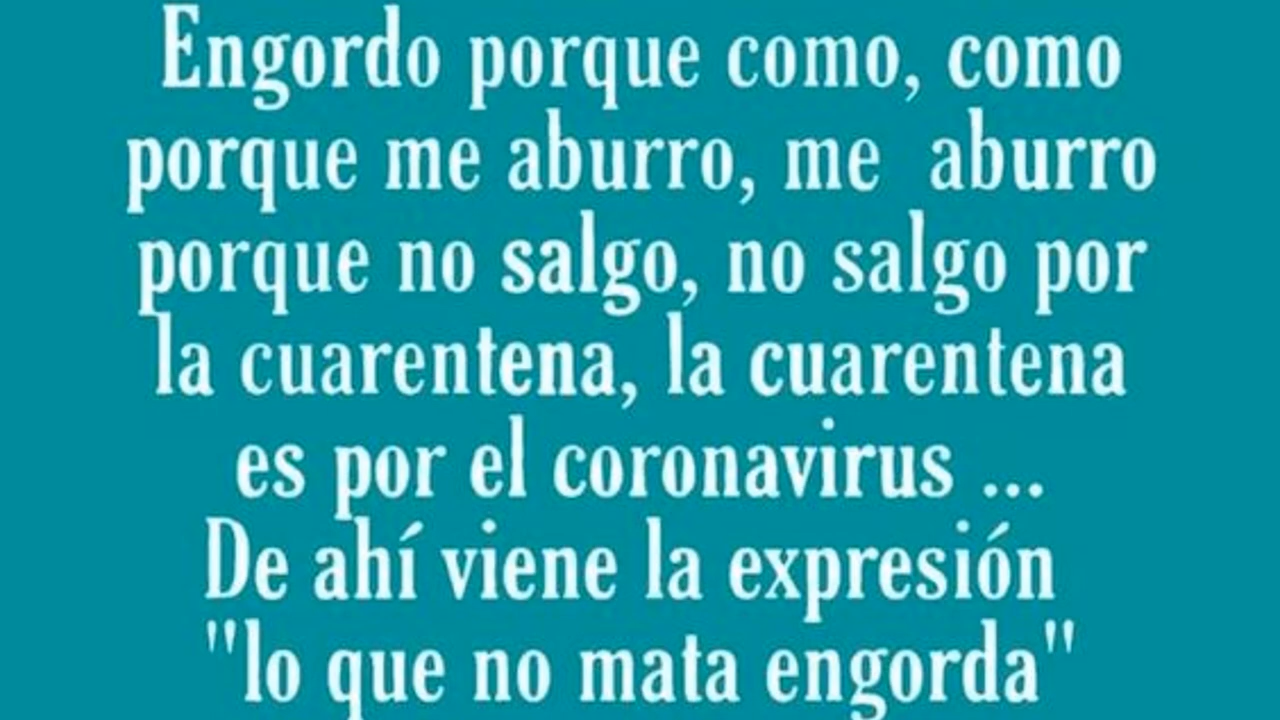 Engordo porque como, como
porque me aburro, me aburro
porque no salgo, no salgo por
la cuarentena, la cuarentena
es por el coronavirus ...
De ahí viene la expresión
"lo que no mata engorda"